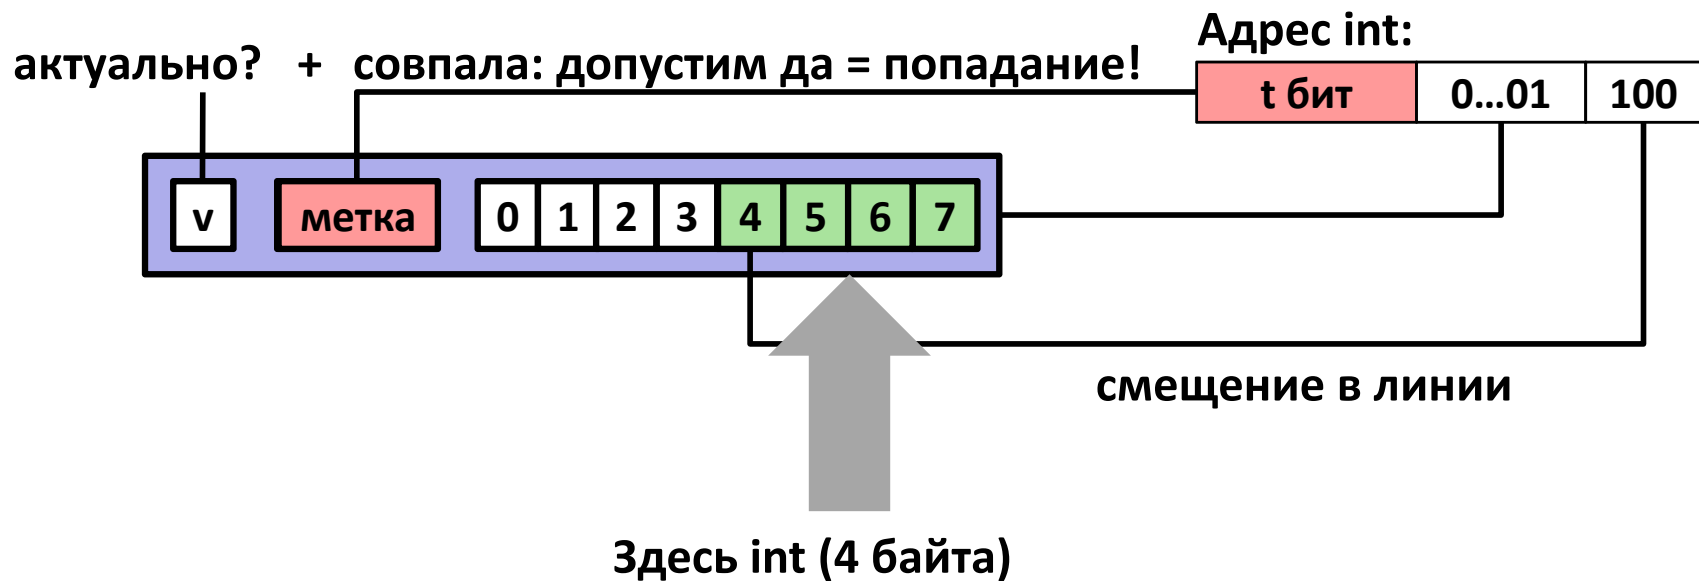 Адрес int:
актуально? + совпала: допустим да = попадание!
t бит 0...01 100
v метка 0 1 2 3 4 5 6 7
смещение в линии
Здесь int (4 байта)